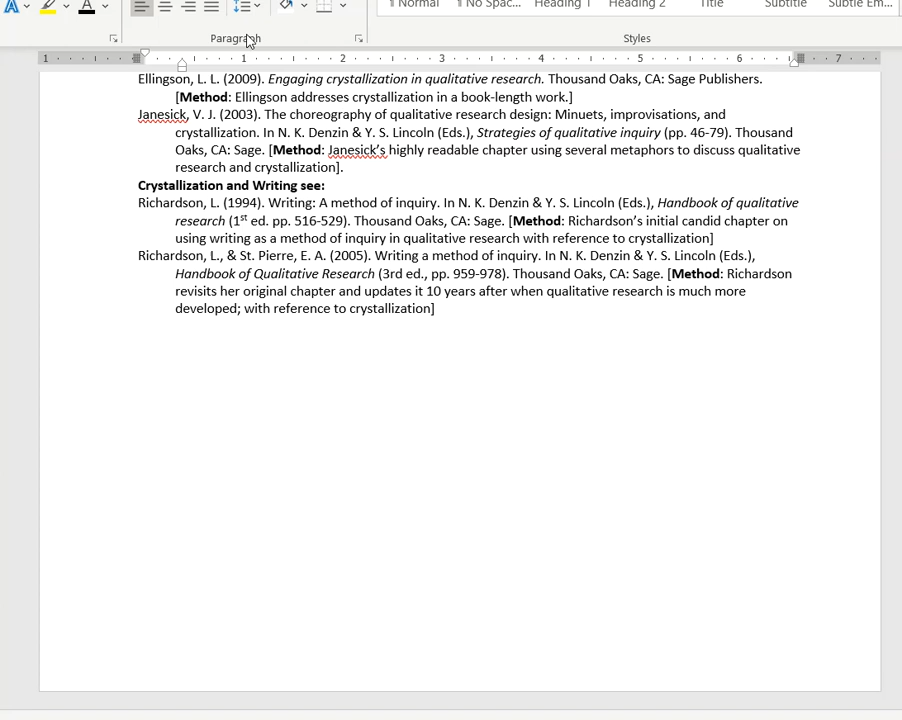 ¶ Normal ¶ No Spac... Heading 1 Heading 2 Title Subtitle Subtle Em...
Paragraph Styles
1 1 2 3 4 5 6 7
Ellingson, L. L. (2009). Engaging crystallization in qualitative research. Thousand Oaks, CA: Sage Publishers.
[Method: Ellingson addresses crystallization in a book-length work.]
Janesick, V. J. (2003). The choreography of qualitative research design: Minuets, improvisations, and
crystallization. In N. K. Denzin & Y. S. Lincoln (Eds.), Strategies of qualitative inquiry (pp. 46-79). Thousand
Oaks, CA: Sage. [Method: Janesick’s highly readable chapter using several metaphors to discuss qualitative
research and crystallization].
Crystallization and Writing see:
Richardson, L. (1994). Writing: A method of inquiry. In N. K. Denzin & Y. S. Lincoln (Eds.), Handbook of qualitative
research (1st ed. pp. 516-529). Thousand Oaks, CA: Sage. [Method: Richardson’s initial candid chapter on
using writing as a method of inquiry in qualitative research with reference to crystallization]
Richardson, L., & St. Pierre, E. A. (2005). Writing a method of inquiry. In N. K. Denzin & Y. S. Lincoln (Eds.),
Handbook of Qualitative Research (3rd ed., pp. 959-978). Thousand Oaks, CA: Sage. [Method: Richardson
revisits her original chapter and updates it 10 years after when qualitative research is much more
developed; with reference to crystallization]